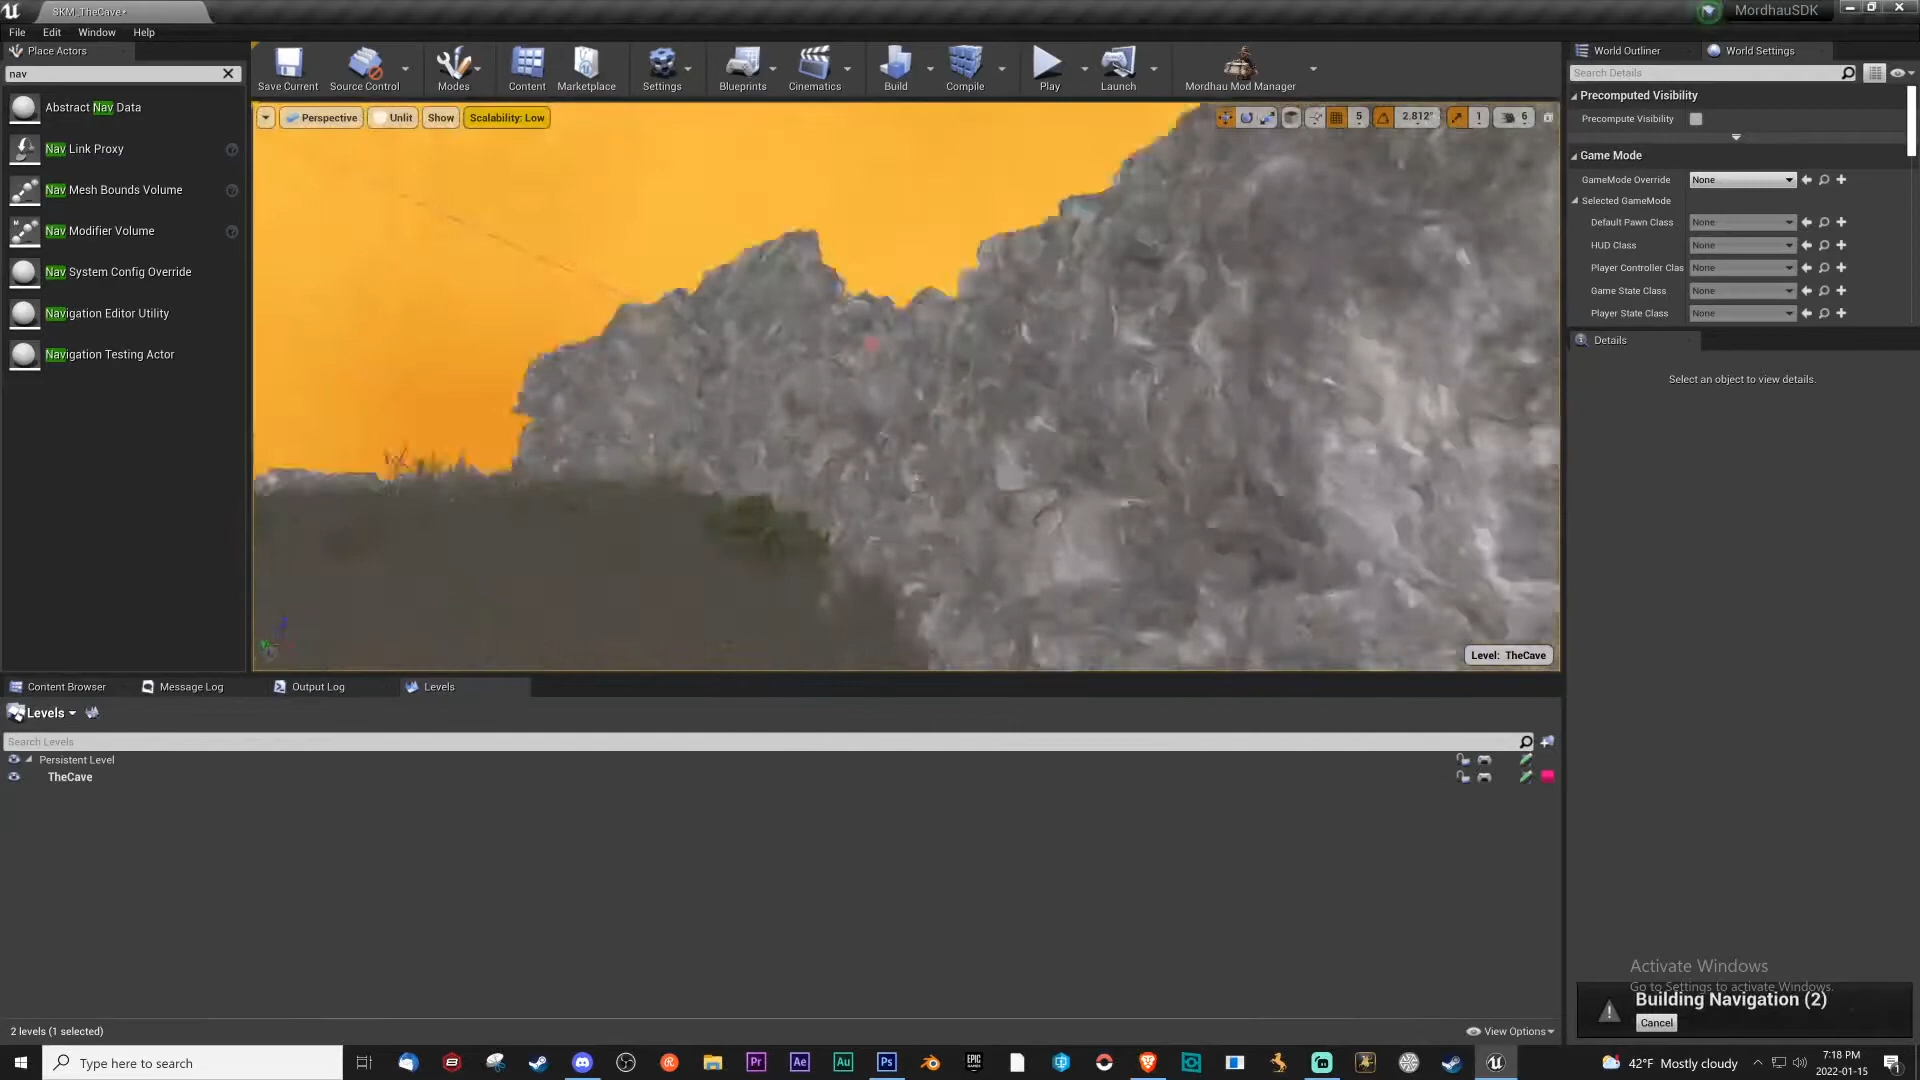 SKM_TheCave*
MordhauSDK
File Edit Window Help
Place Actors
nav
Abstract Nav Data
Nav Link Proxy
Nav Mesh Bounds Volume
Nav Modifier Volume
Nav System Config Override
Navigation Editor Utility
Navigation Testing Actor
Save Current
Source Control
Modes
Content
Marketplace
Settings
Blueprints
Cinematics
Build
Compile
Play
Launch
Mordhau Mod Manager
Perspective
Unlit
Show
Scalability: Low
5
2.812°
1
6
Level: TheCave
World Outliner
World Settings
Search Details
Precomputed Visibility
Precompute Visibility
Game Mode
GameMode Override
None
Selected GameMode
Default Pawn Class
None
HUD Class
None
Player Controller Clas
None
Game State Class
None
Player State Class
None
Details
Select an object to view details.
Content Browser
Message Log
Output Log
Levels
Levels
Search Levels
Persistent Level
TheCave
2 levels (1 selected)
View Options
Activate Windows
Go to Settings to activate Windows.
Building Navigation (2)
Cancel
Type here to search
Pr
Ae
Au
Ps
EPIC GAMES
42°F Mostly cloudy
7:18 PM
2022-01-15
1